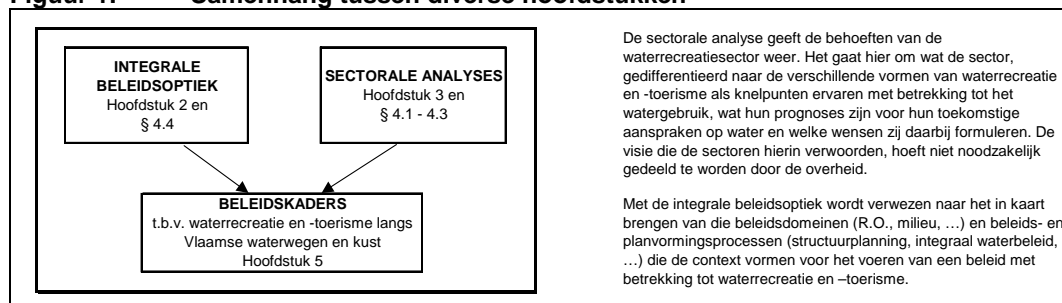 Figuur 1. Samenhang tussen diverse hoofdstukken
INTEGRALE
BELEIDSOPTIEK
Hoofdstuk 2 en
§ 4.4
SECTORALE ANALYSES
Hoofdstuk 3 en
§ 4.1 - 4.3
BELEIDSKADERS
t.b.v. waterrecreatie en -toerisme langs
Vlaamse waterwegen en kust
Hoofdstuk 5
De sectorale analyse geeft de behoeften van de
waterrecreatiesector weer. Het gaat hier om wat de sector,
gedifferentieerd naar de verschillende vormen van waterrecreatie
en -toerisme als knelpunten ervaren met betrekking tot het
watergebruik, wat hun prognoses zijn voor hun toekomstige
aanspraken op water en welke wensen zij daarbij formuleren. De
visie die de sectoren hierin verwoorden, hoeft niet noodzakelijk
gedeeld te worden door de overheid.
Met de integrale beleidsoptiek wordt verwezen naar het in kaart
brengen van die beleidsdomeinen (R.O., milieu, …) en beleids- en
planvormingsprocessen (structuurplanning, integraal waterbeleid,
…) die de context vormen voor het voeren van een beleid met
betrekking tot waterrecreatie en –toerisme.